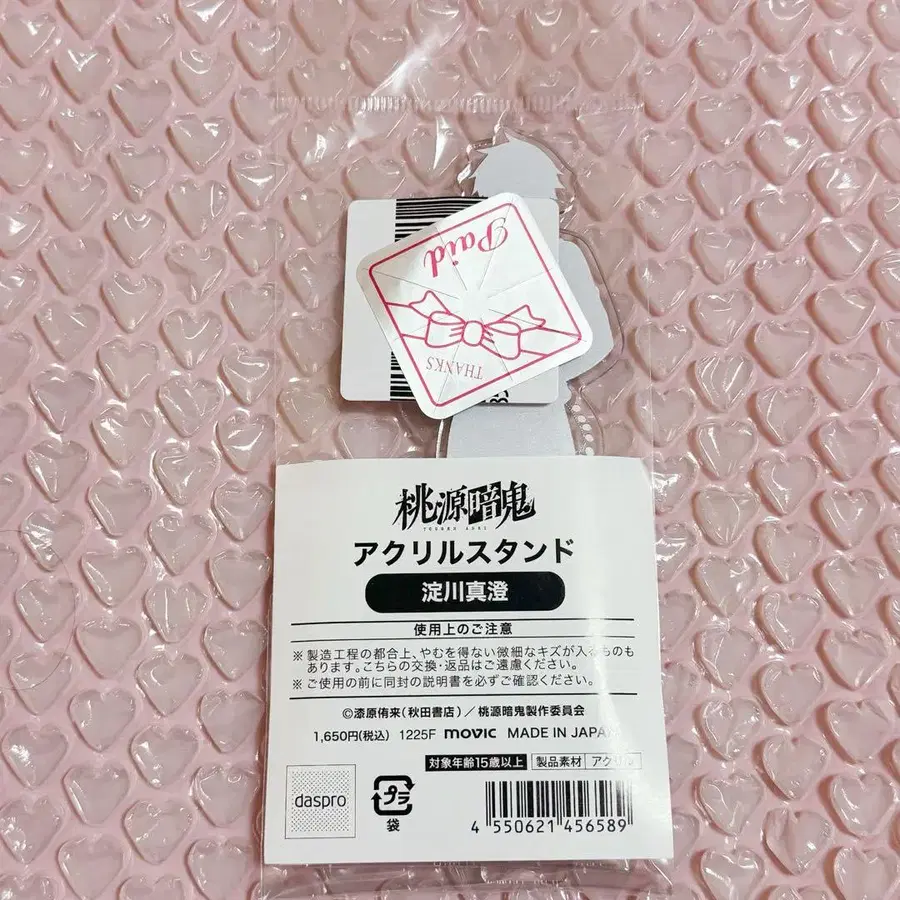 Paid
THANKS
桃源暗鬼
TOUGEN ANKI
アクリルスタンド
淀川真澄
使用上のご注意
※ 製造工程の都合上、やむを得ない微細なキズが入るものも
あります。こちらの交換・返品はご遠慮ください。
※ ご使用の前に同封の説明書を必ずご確認ください。
©漆原侑来(秋田書店)／桃源暗鬼製作委員会
1,650円(税込) 1225F movic MADE IN JAPAN
対象年齢15歳以上 製品素材 アクリル
daspro
プラ
袋
4 550621 456589